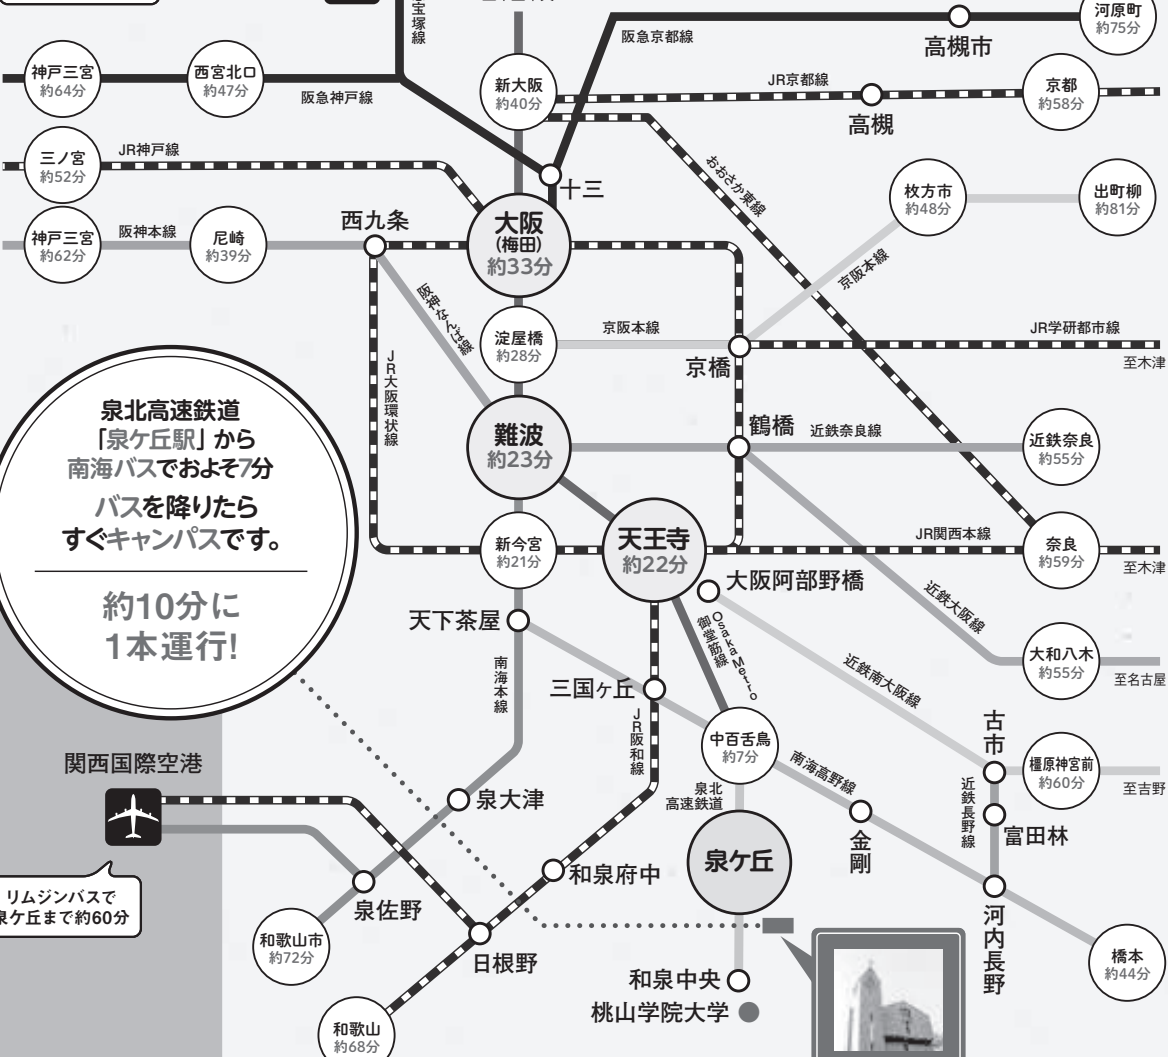 宝塚線
阪急京都線
高槻市
河原町
約75分
神戸三宮
約64分
西宮北口
約47分
阪急神戸線
新大阪
約40分
JR京都線
高槻
京都
約58分
三ノ宮
約52分
JR神戸線
十三
おおさか東線
枚方市
約48分
出町柳
約81分
神戸三宮
約62分
阪神本線
尼崎
約39分
西九条
大阪
(梅田)
約33分
京阪本線
阪神なんば線
淀屋橋
約28分
京阪本線
京橋
JR学研都市線
至木津
JR大阪環状線
泉北高速鉄道
「泉ケ丘駅」から
南海バスでおよそ7分
バスを降りたら
すぐキャンパスです。
約10分に
1本運行!
難波
約23分
鶴橋
近鉄奈良線
近鉄奈良
約55分
新今宮
約21分
天王寺
約22分
JR関西本線
奈良
約59分
至木津
大阪阿部野橋
天下茶屋
Osaka Metro
御堂筋線
近鉄大阪線
大和八木
約55分
至名古屋
南海本線
三国ヶ丘
近鉄南大阪線
JR阪和線
中百舌鳥
約7分
南海高野線
古市
橿原神宮前
約60分
至吉野
関西国際空港
泉北
高速鉄道
近鉄長野線
泉大津
富田林
金剛
泉ケ丘
和泉府中
リムジンバスで
泉ケ丘まで約60分
泉佐野
河内長野
和歌山市
約72分
日根野
橋本
約44分
和泉中央
桃山学院大学
和歌山
約68分